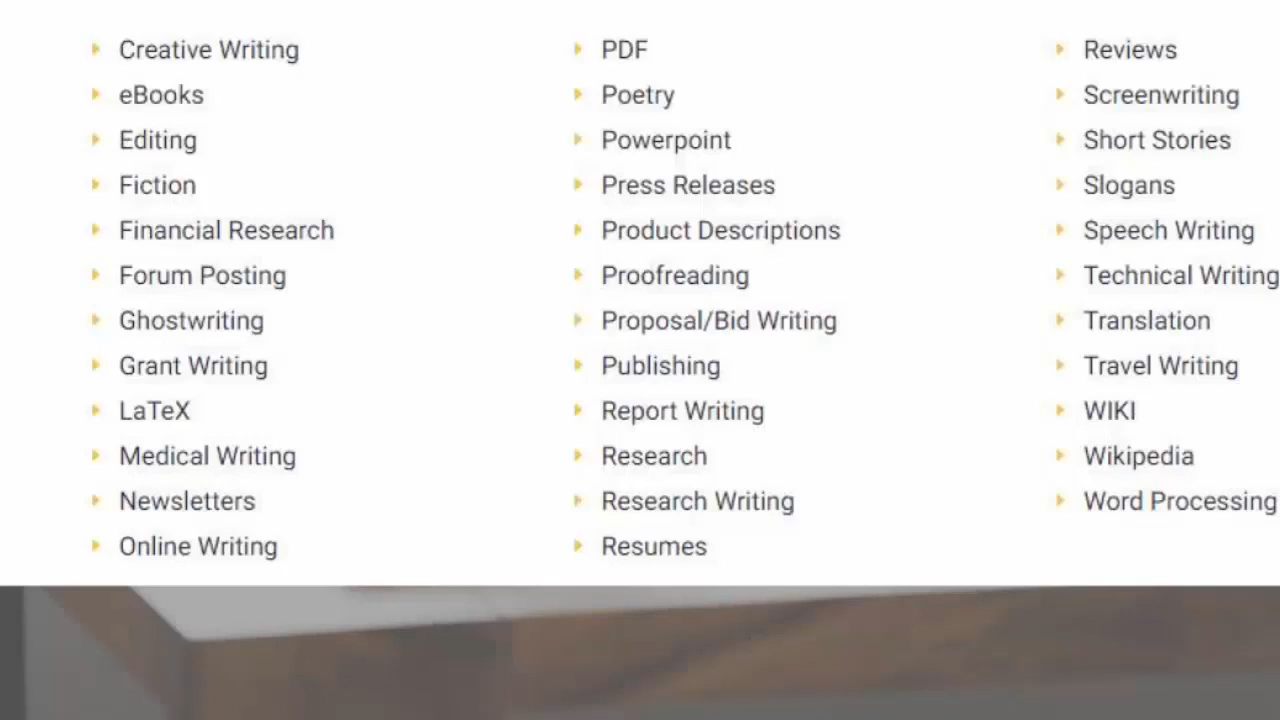 Creative Writing
eBooks
Editing
Fiction
Financial Research
Forum Posting
Ghostwriting
Grant Writing
LaTeX
Medical Writing
Newsletters
Online Writing
PDF
Poetry
Powerpoint
Press Releases
Product Descriptions
Proofreading
Proposal/Bid Writing
Publishing
Report Writing
Research
Research Writing
Resumes
Reviews
Screenwriting
Short Stories
Slogans
Speech Writing
Technical Writing
Translation
Travel Writing
WIKI
Wikipedia
Word Processing